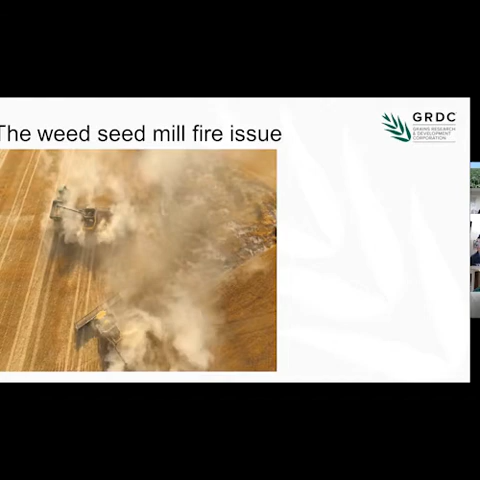 The weed seed mill fire issue
GRDC
GRAINS RESEARCH
& DEVELOPMENT
CORPORATION